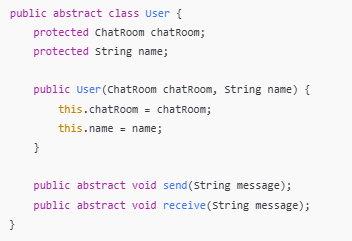 public abstract class User {
    protected ChatRoom chatRoom;
    protected String name;

    public User(ChatRoom chatRoom, String name) {
        this.chatRoom = chatRoom;
        this.name = name;
    }

    public abstract void send(String message);
    public abstract void receive(String message);
}